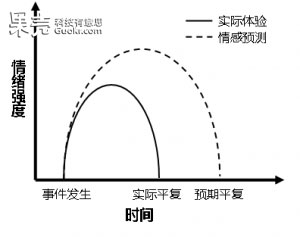 果壳 科技有意思
Guokr.com
实际体验
情感预测
情绪强度
事件发生 实际平复 预期平复
时间